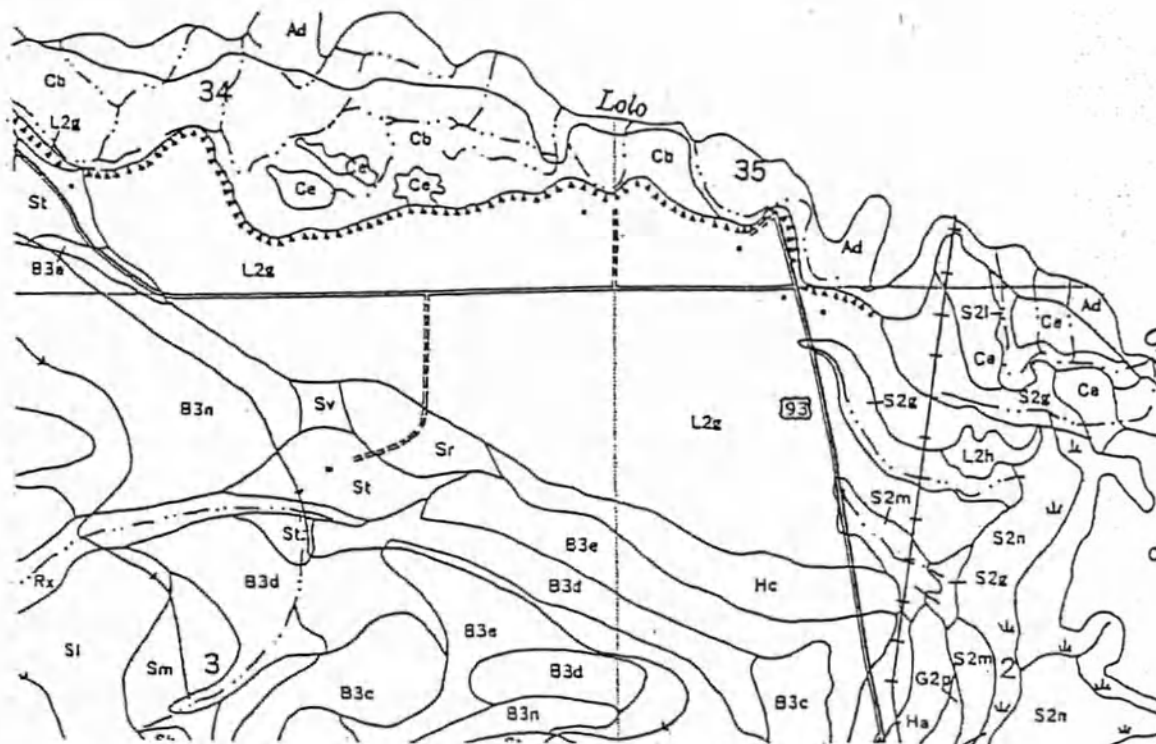 Ad
Cb
34
Lolo
L2g
Cb
Cb
35
Ce
Ce
Ce
St
Ad
B3e
L2g
S2l
Ce
Ad
Ce
B3n
Sv
93
S2g
S2g
Ce
L2g
Sr
L2h
St
S2m
St
B3e
S2n
Rx
B3d
B3d
Hc
S2g
B3e
Sl
Sm
3
B3d
S2m
2
B3c
G2p
B3n
B3c
Ha
S2n